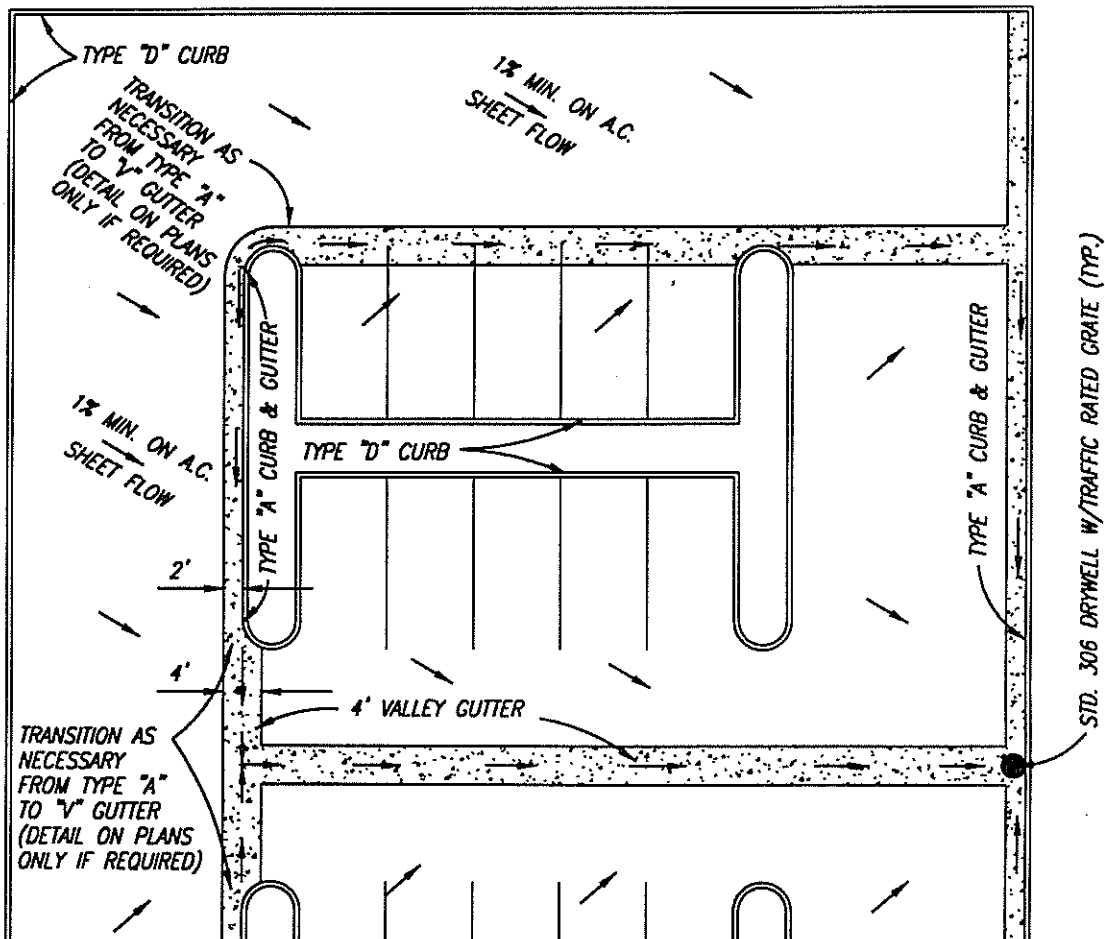 TYPE "D" CURB
TRANSITION AS
NECESSARY
FROM TYPE "A"
TO "V" GUTTER
(DETAIL ON PLANS
ONLY IF REQUIRED)
1% MIN. ON A.C.
SHEET FLOW
1% MIN. ON A.C.
SHEET FLOW
TYPE "A" CURB & GUTTER
TYPE "D" CURB
TYPE "A" CURB & GUTTER
STD. 306 DRYWELL W/TRAFFIC RATED GRATE (TYP.)
2'
4'
4' VALLEY GUTTER
TRANSITION AS
NECESSARY
FROM TYPE "A"
TO "V" GUTTER
(DETAIL ON PLANS
ONLY IF REQUIRED)